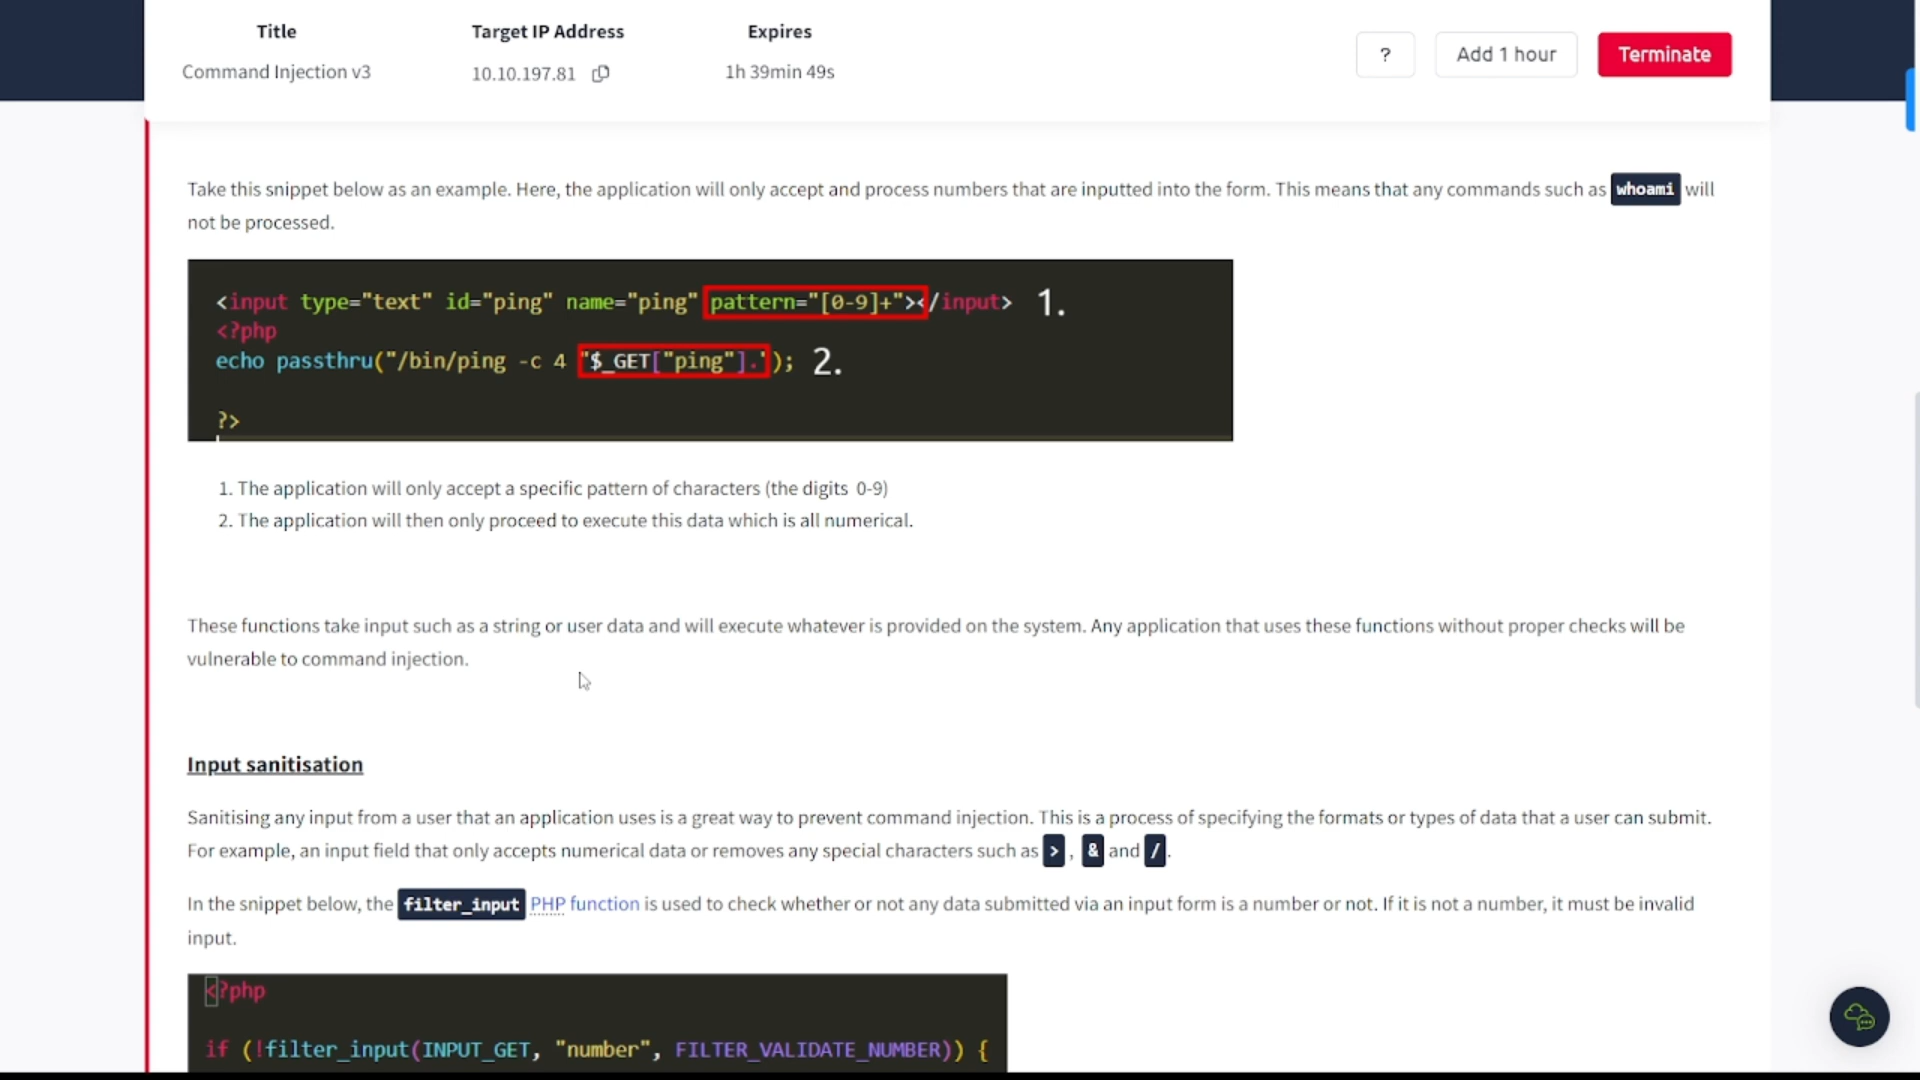 Title
Target IP Address
Expires
Command Injection v3
10.10.197.81
1h 39min 49s
?
Add 1 hour
Terminate
Take this snippet below as an example. Here, the application will only accept and process numbers that are inputted into the form. This means that any commands such as whoami will
not be processed.
<input type="text" id="ping" name="ping" pattern="[0-9]+"></input> 1.
<?php
echo passthru("/bin/ping -c 4 "$_GET["ping"].'); 2.
?>
1. The application will only accept a specific pattern of characters (the digits 0-9)
2. The application will then only proceed to execute this data which is all numerical.
These functions take input such as a string or user data and will execute whatever is provided on the system. Any application that uses these functions without proper checks will be
vulnerable to command injection.
Input sanitisation
Sanitising any input from a user that an application uses is a great way to prevent command injection. This is a process of specifying the formats or types of data that a user can submit.
For example, an input field that only accepts numerical data or removes any special characters such as > , & and / .
In the snippet below, the filter_input PHP function is used to check whether or not any data submitted via an input form is a number or not. If it is not a number, it must be invalid
input.
<?php
if (!filter_input(INPUT_GET, "number", FILTER_VALIDATE_NUMBER)) {